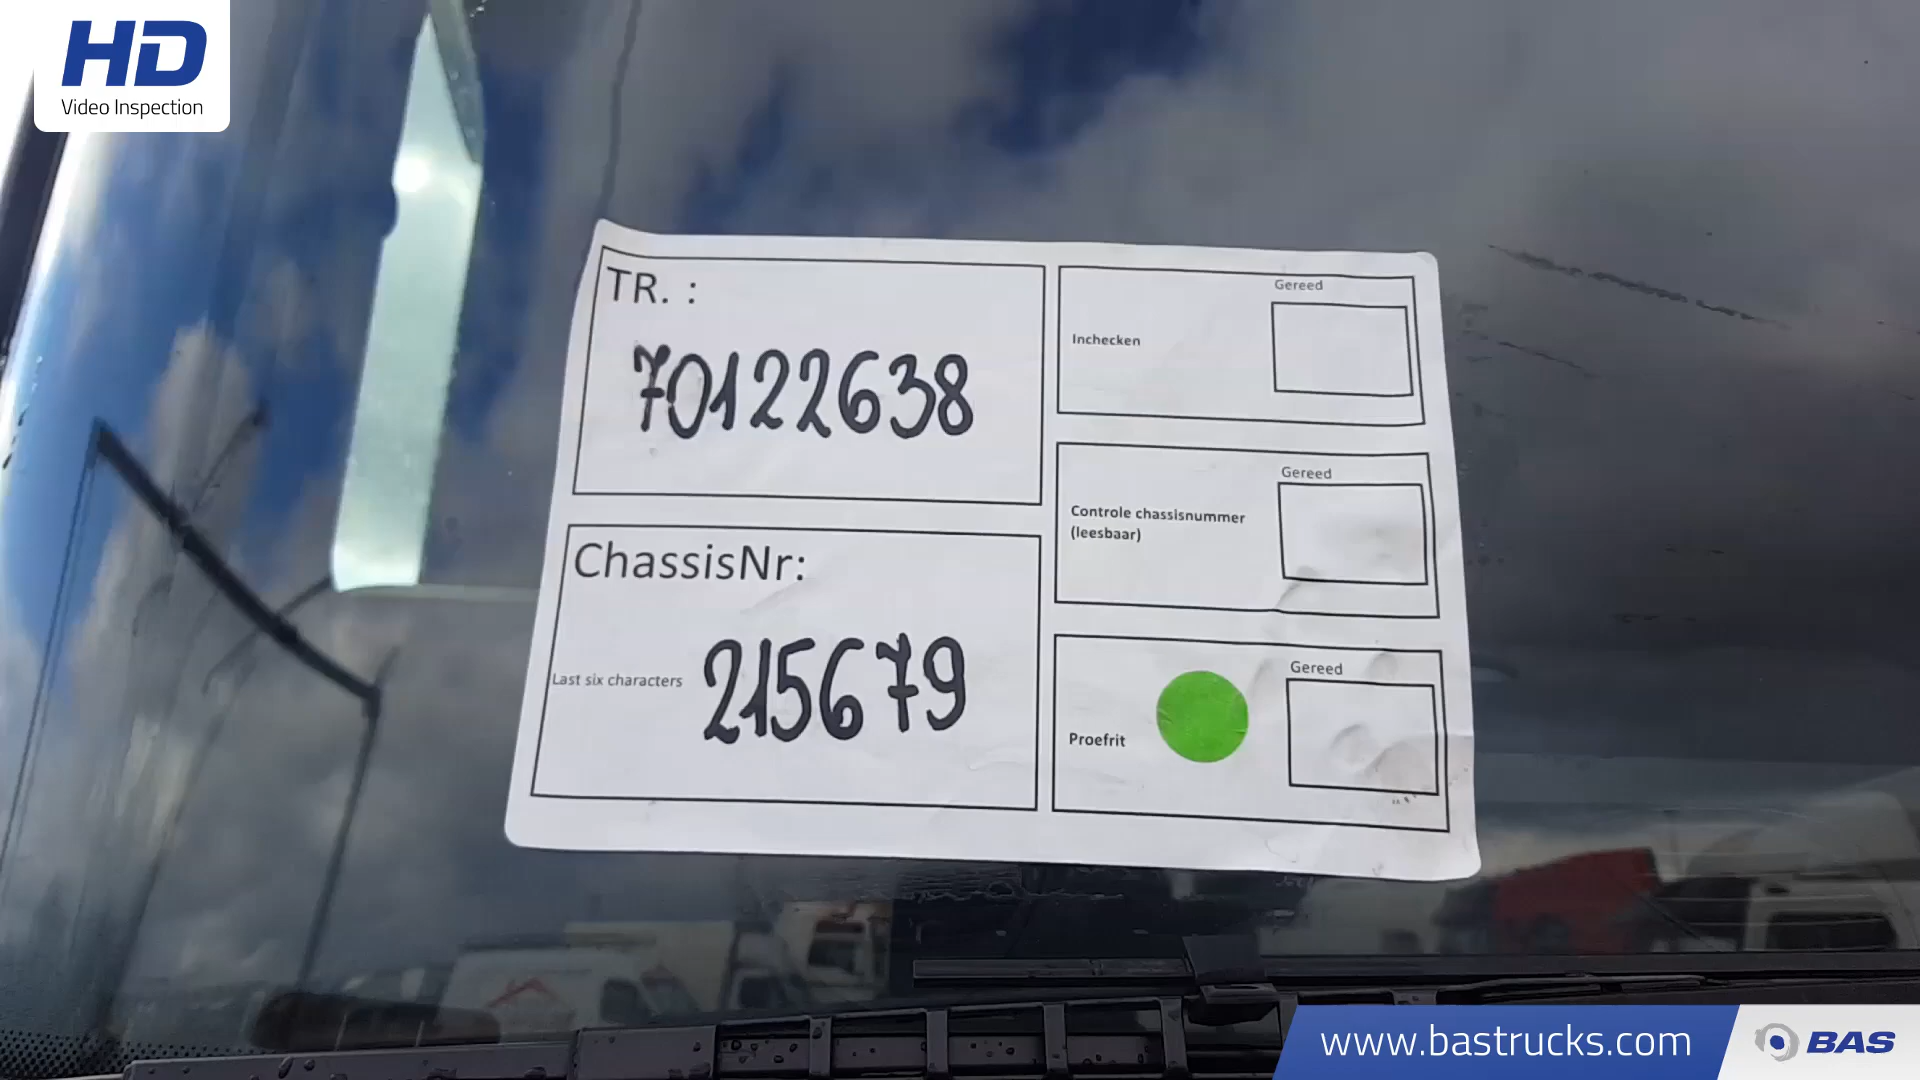 HD
Video Inspection
TR. :
70122638
ChassisNr:
Last six characters
215679
Gereed
Inchecken
Gereed
Controle chassisnummer
(leesbaar)
Gereed
Proefrit
www.bastrucks.com
BAS